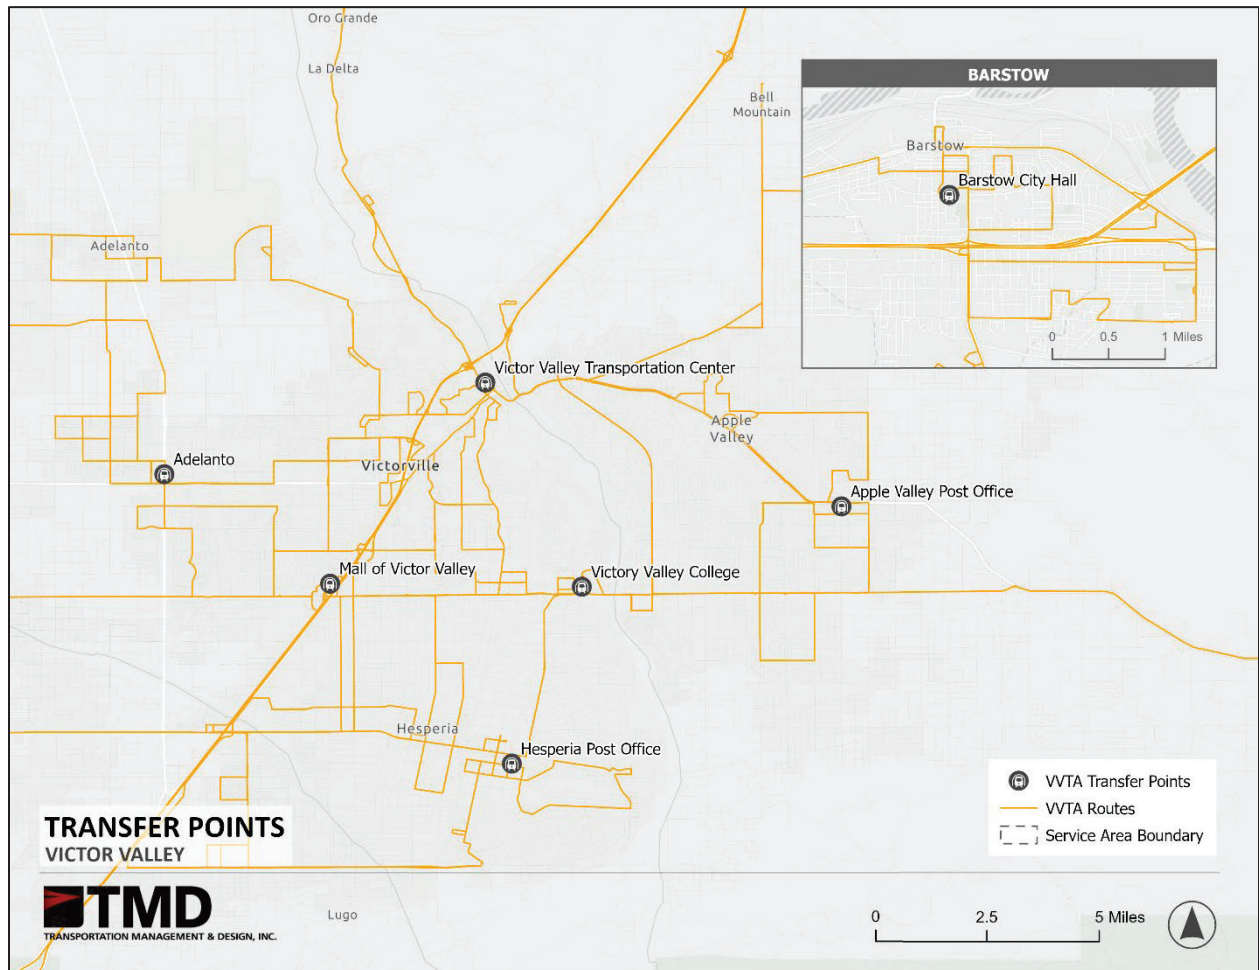 Oro Grande
La Delta
Bell
Mountain
BARSTOW
Barstow
Barstow City Hall
0 0.5 1 Miles
Adelanto
Victor Valley Transportation Center
Apple
Valley
Adelanto
Victorville
Apple Valley Post Office
Mall of Victor Valley
Victory Valley College
Hesperia
Hesperia Post Office
VVTA Transfer Points
VVTA Routes
Service Area Boundary
TRANSFER POINTS
VICTOR VALLEY
TMD
TRANSPORTATION MANAGEMENT & DESIGN, INC.
Lugo
0 2.5 5 Miles